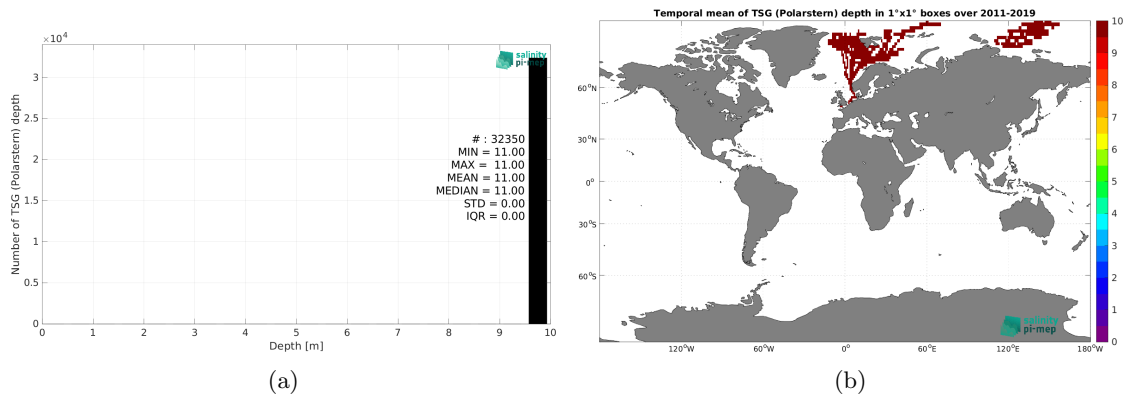 ×10⁴
3
2.5
2
1.5
1
0.5
0
Number of TSG (Polarstern) depth
salinity
pi-mep
# : 32350
MIN = 11.00
MAX = 11.00
MEAN = 11.00
MEDIAN = 11.00
STD = 0.00
IQR = 0.00
0 1 2 3 4 5 6 7 8 9 10
Depth [m]
(a)
Temporal mean of TSG (Polarstern) depth in 1°x1° boxes over 2011-2019
60°N
30°N
0°
30°S
60°S
120°W 60°W 0° 60°E 120°E 180°W
salinity
pi-mep
10
9
8
7
6
5
4
3
2
1
0
(b)